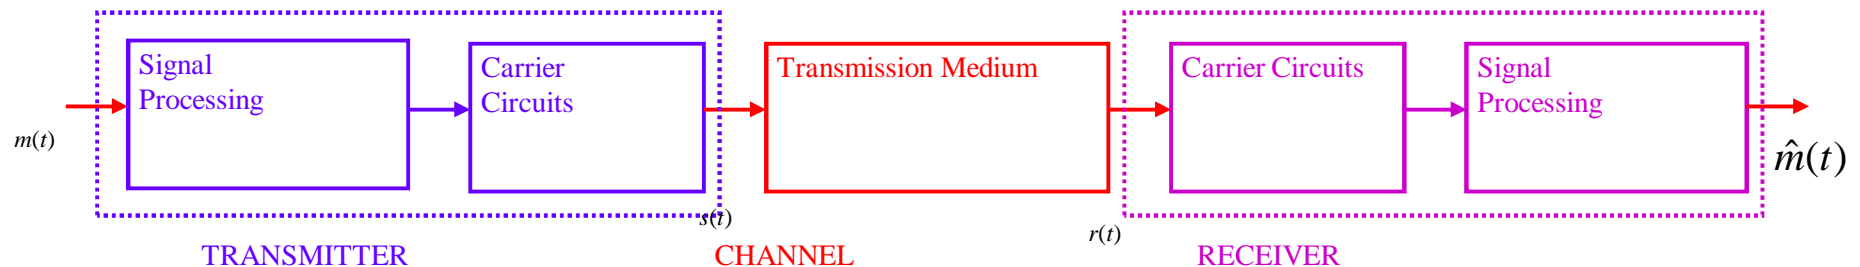 m(t)
Signal
Processing
Carrier
Circuits
s(t)
Transmission Medium
r(t)
Carrier Circuits
Signal
Processing
m̂(t)
TRANSMITTER
CHANNEL
RECEIVER